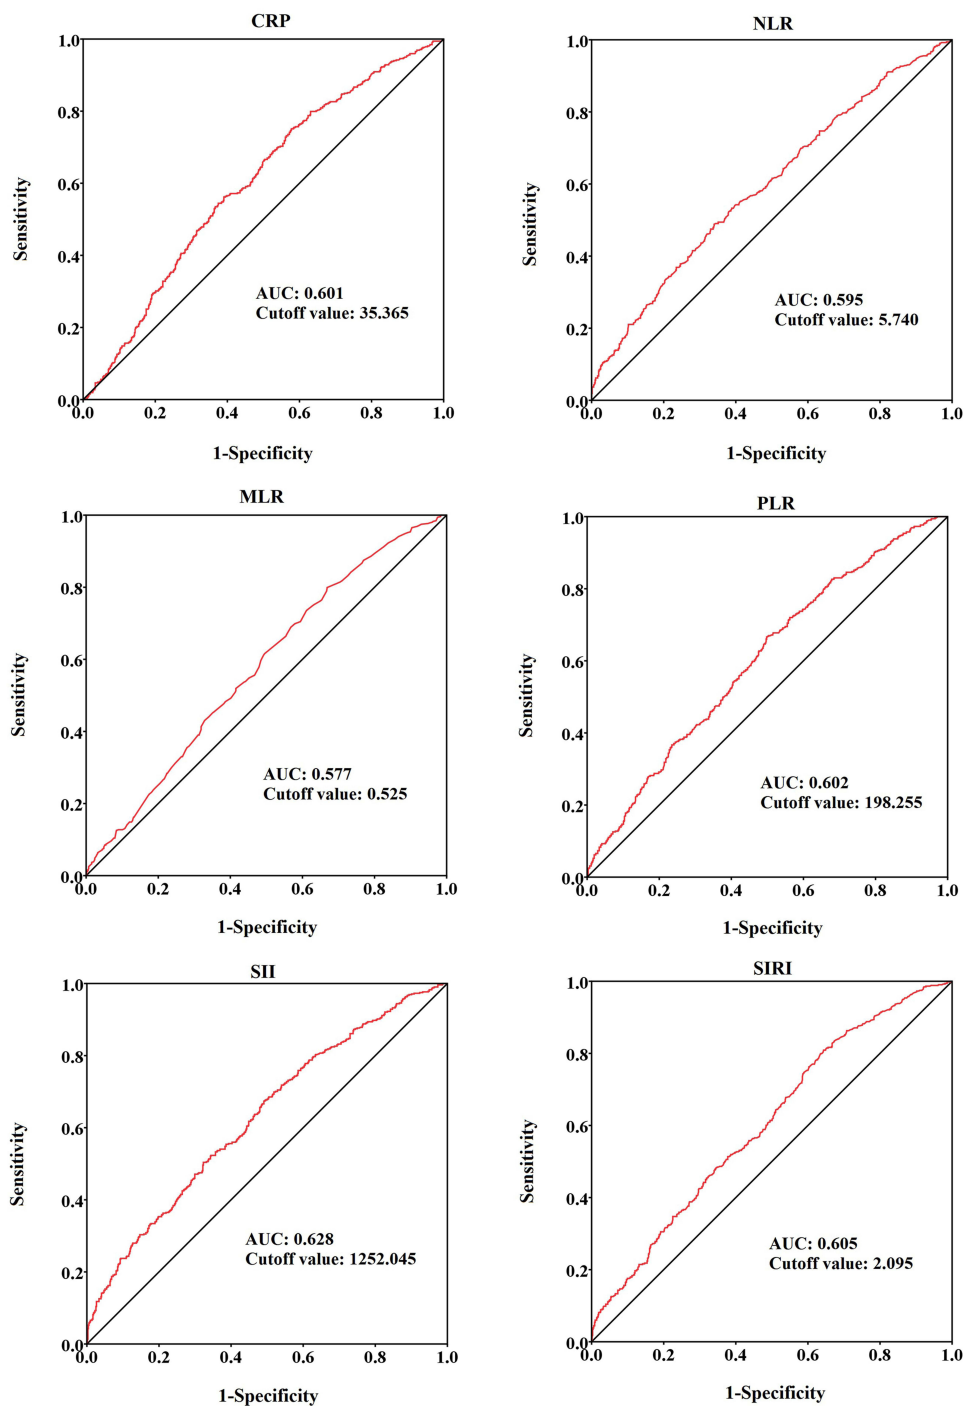 CRP
1.0
0.8
0.6
0.4
0.2
0.0
Sensitivity
AUC: 0.601
Cutoff value: 35.365
0.0 0.2 0.4 0.6 0.8 1.0
1-Specificity
NLR
1.0
0.8
0.6
0.4
0.2
0.0
Sensitivity
AUC: 0.595
Cutoff value: 5.740
0.0 0.2 0.4 0.6 0.8 1.0
1-Specificity
MLR
1.0
0.8
0.6
0.4
0.2
0.0
Sensitivity
AUC: 0.577
Cutoff value: 0.525
0.0 0.2 0.4 0.6 0.8 1.0
1-Specificity
PLR
1.0
0.8
0.6
0.4
0.2
0.0
Sensitivity
AUC: 0.602
Cutoff value: 198.255
0.0 0.2 0.4 0.6 0.8 1.0
1-Specificity
SII
1.0
0.8
0.6
0.4
0.2
0.0
Sensitivity
AUC: 0.628
Cutoff value: 1252.045
0.0 0.2 0.4 0.6 0.8 1.0
1-Specificity
SIRI
1.0
0.8
0.6
0.4
0.2
0.0
Sensitivity
AUC: 0.605
Cutoff value: 2.095
0.0 0.2 0.4 0.6 0.8 1.0
1-Specificity